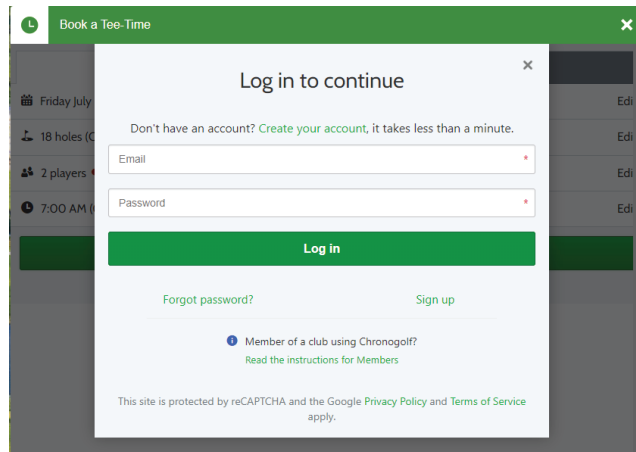 Book a Tee-Time
Log in to continue
Don't have an account? Create your account, it takes less than a minute.
Email *
Password *
Log in
Forgot password? Sign up
Member of a club using Chronogolf?
Read the instructions for Members
This site is protected by reCAPTCHA and the Google Privacy Policy and Terms of Service
apply.
Friday July Edi
18 holes (C Edi
2 players Edi
7:00 AM ( Edi